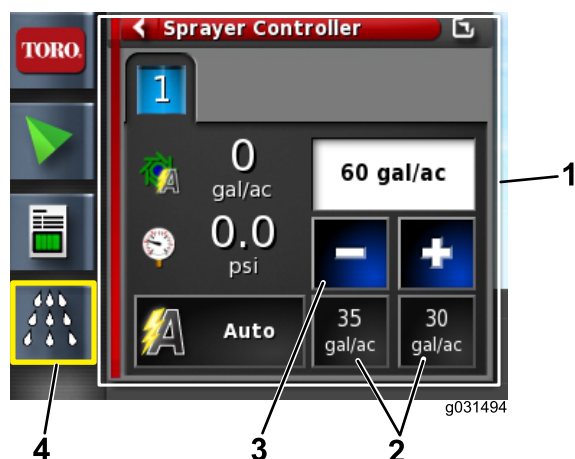 TORO.
Sprayer Controller
1
0
gal/ac
60 gal/ac
1
0.0
psi
- +
A Auto
35
gal/ac
30
gal/ac
g031494
4
3
2